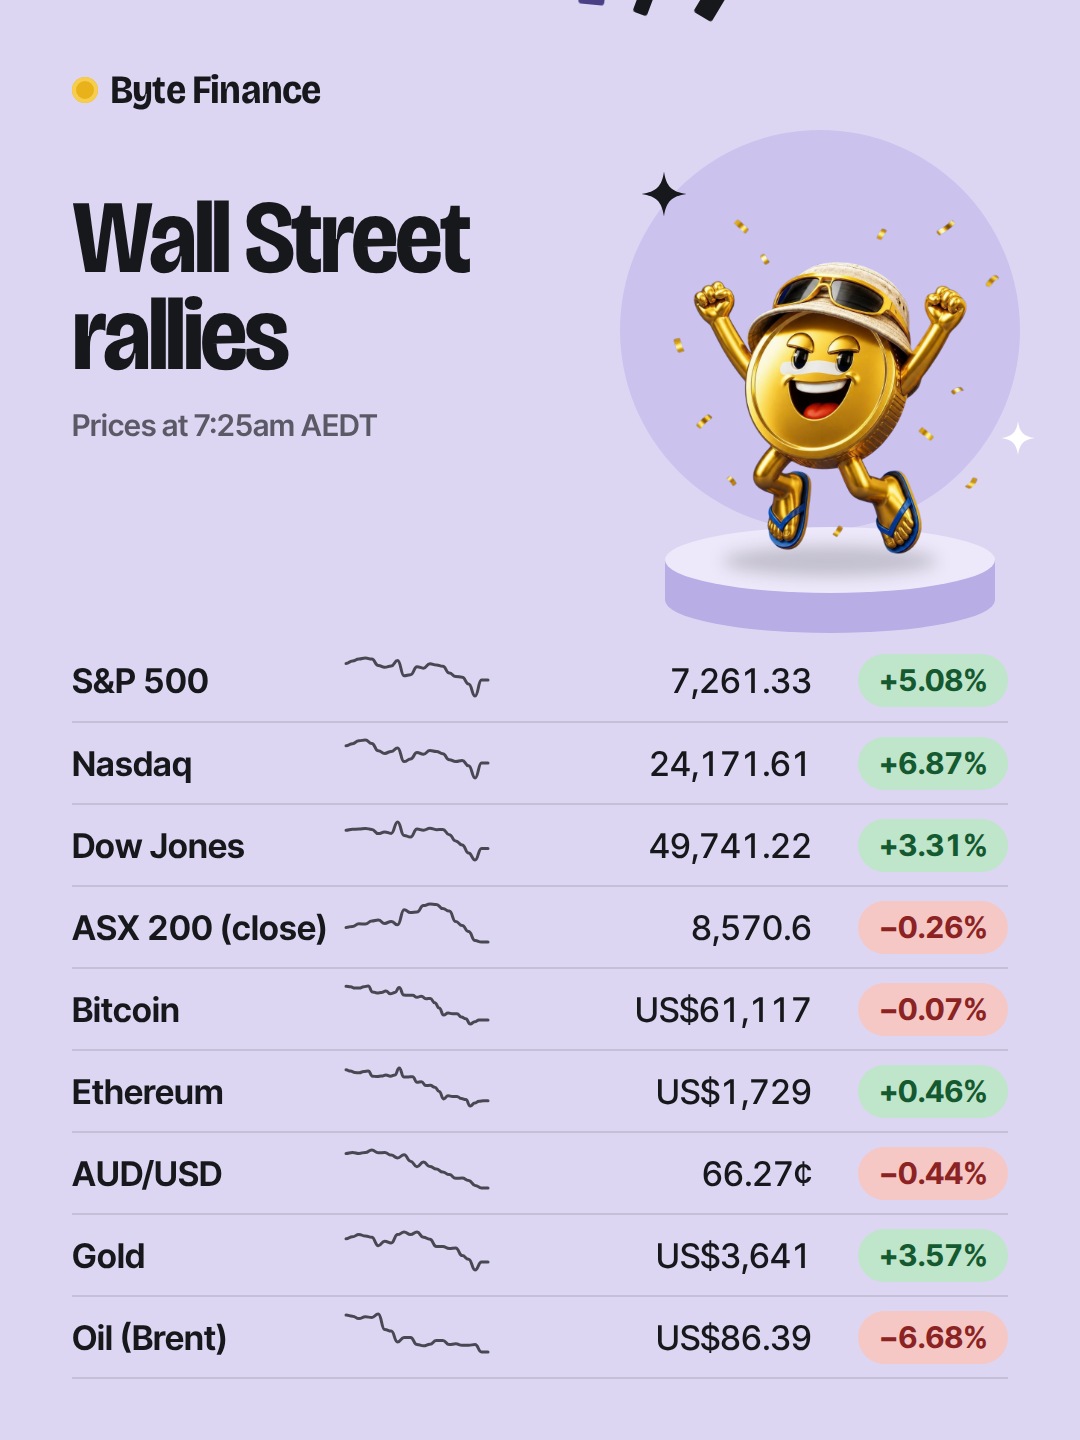 Byte Finance
Wall Street
rallies
Prices at 7:25am AEDT
S&P 500 7,261.33 +5.08%
Nasdaq 24,171.61 +6.87%
Dow Jones 49,741.22 +3.31%
ASX 200 (close) 8,570.6 −0.26%
Bitcoin US$61,117 −0.07%
Ethereum US$1,729 +0.46%
AUD/USD 66.27¢ −0.44%
Gold US$3,641 +3.57%
Oil (Brent) US$86.39 −6.68%